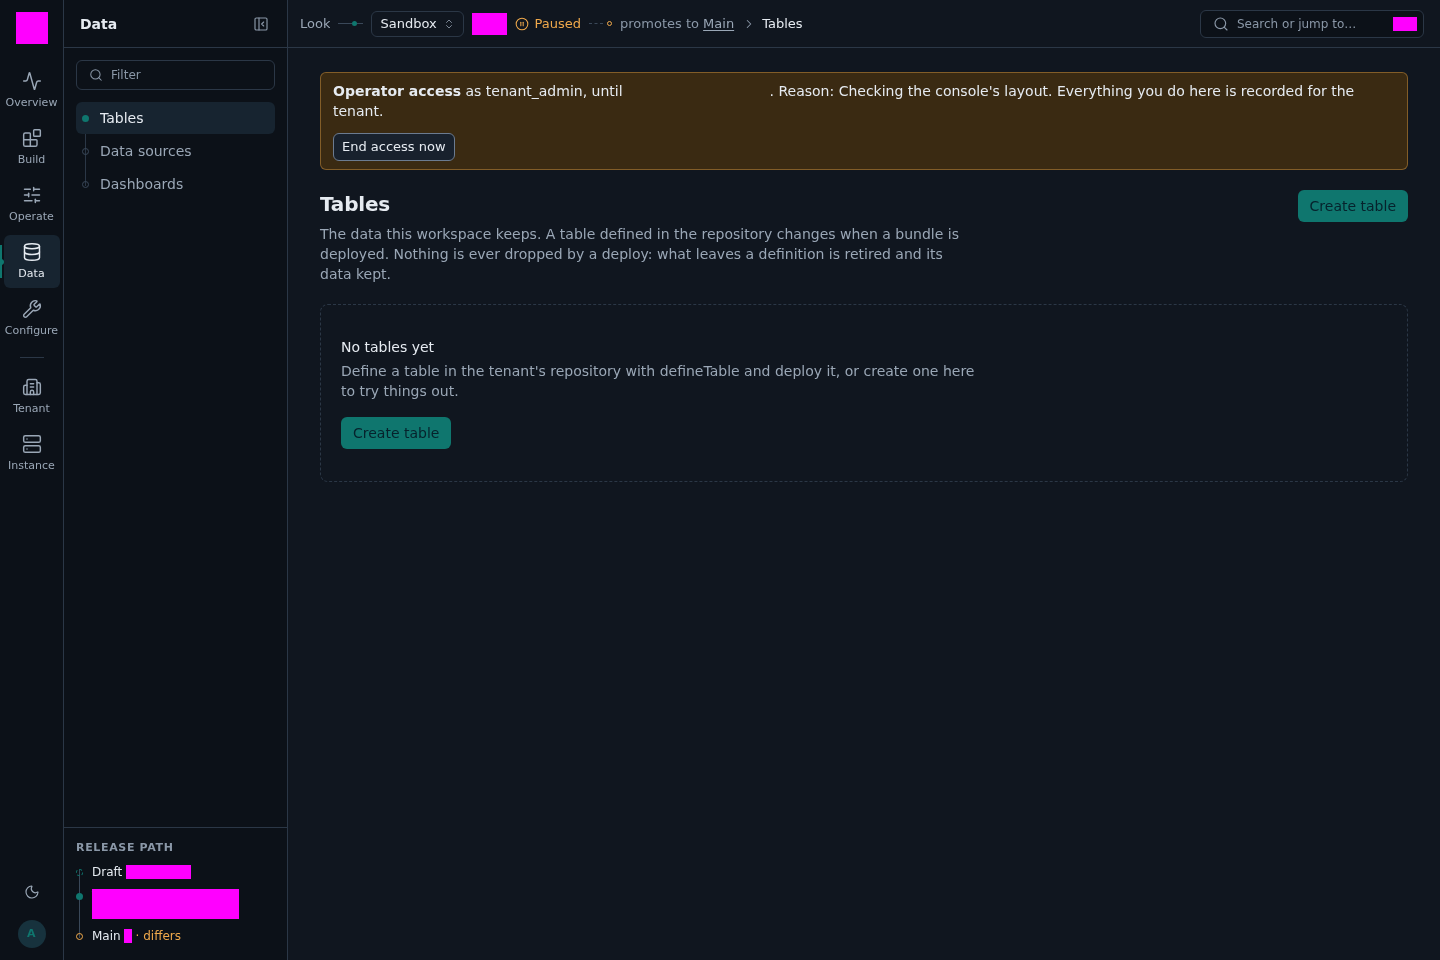 Data
Look
Sandbox
Paused
promotes to Main
Tables
Search or jump to...
Overview
Build
Operate
Data
Configure
Tenant
Instance
A
Filter
Tables
Data sources
Dashboards
RELEASE PATH
Draft
Main · differs
Operator access as tenant_admin, until . Reason: Checking the console's layout. Everything you do here is recorded for the
tenant.
End access now
Tables
Create table
The data this workspace keeps. A table defined in the repository changes when a bundle is
deployed. Nothing is ever dropped by a deploy: what leaves a definition is retired and its
data kept.
No tables yet
Define a table in the tenant's repository with defineTable and deploy it, or create one here
to try things out.
Create table